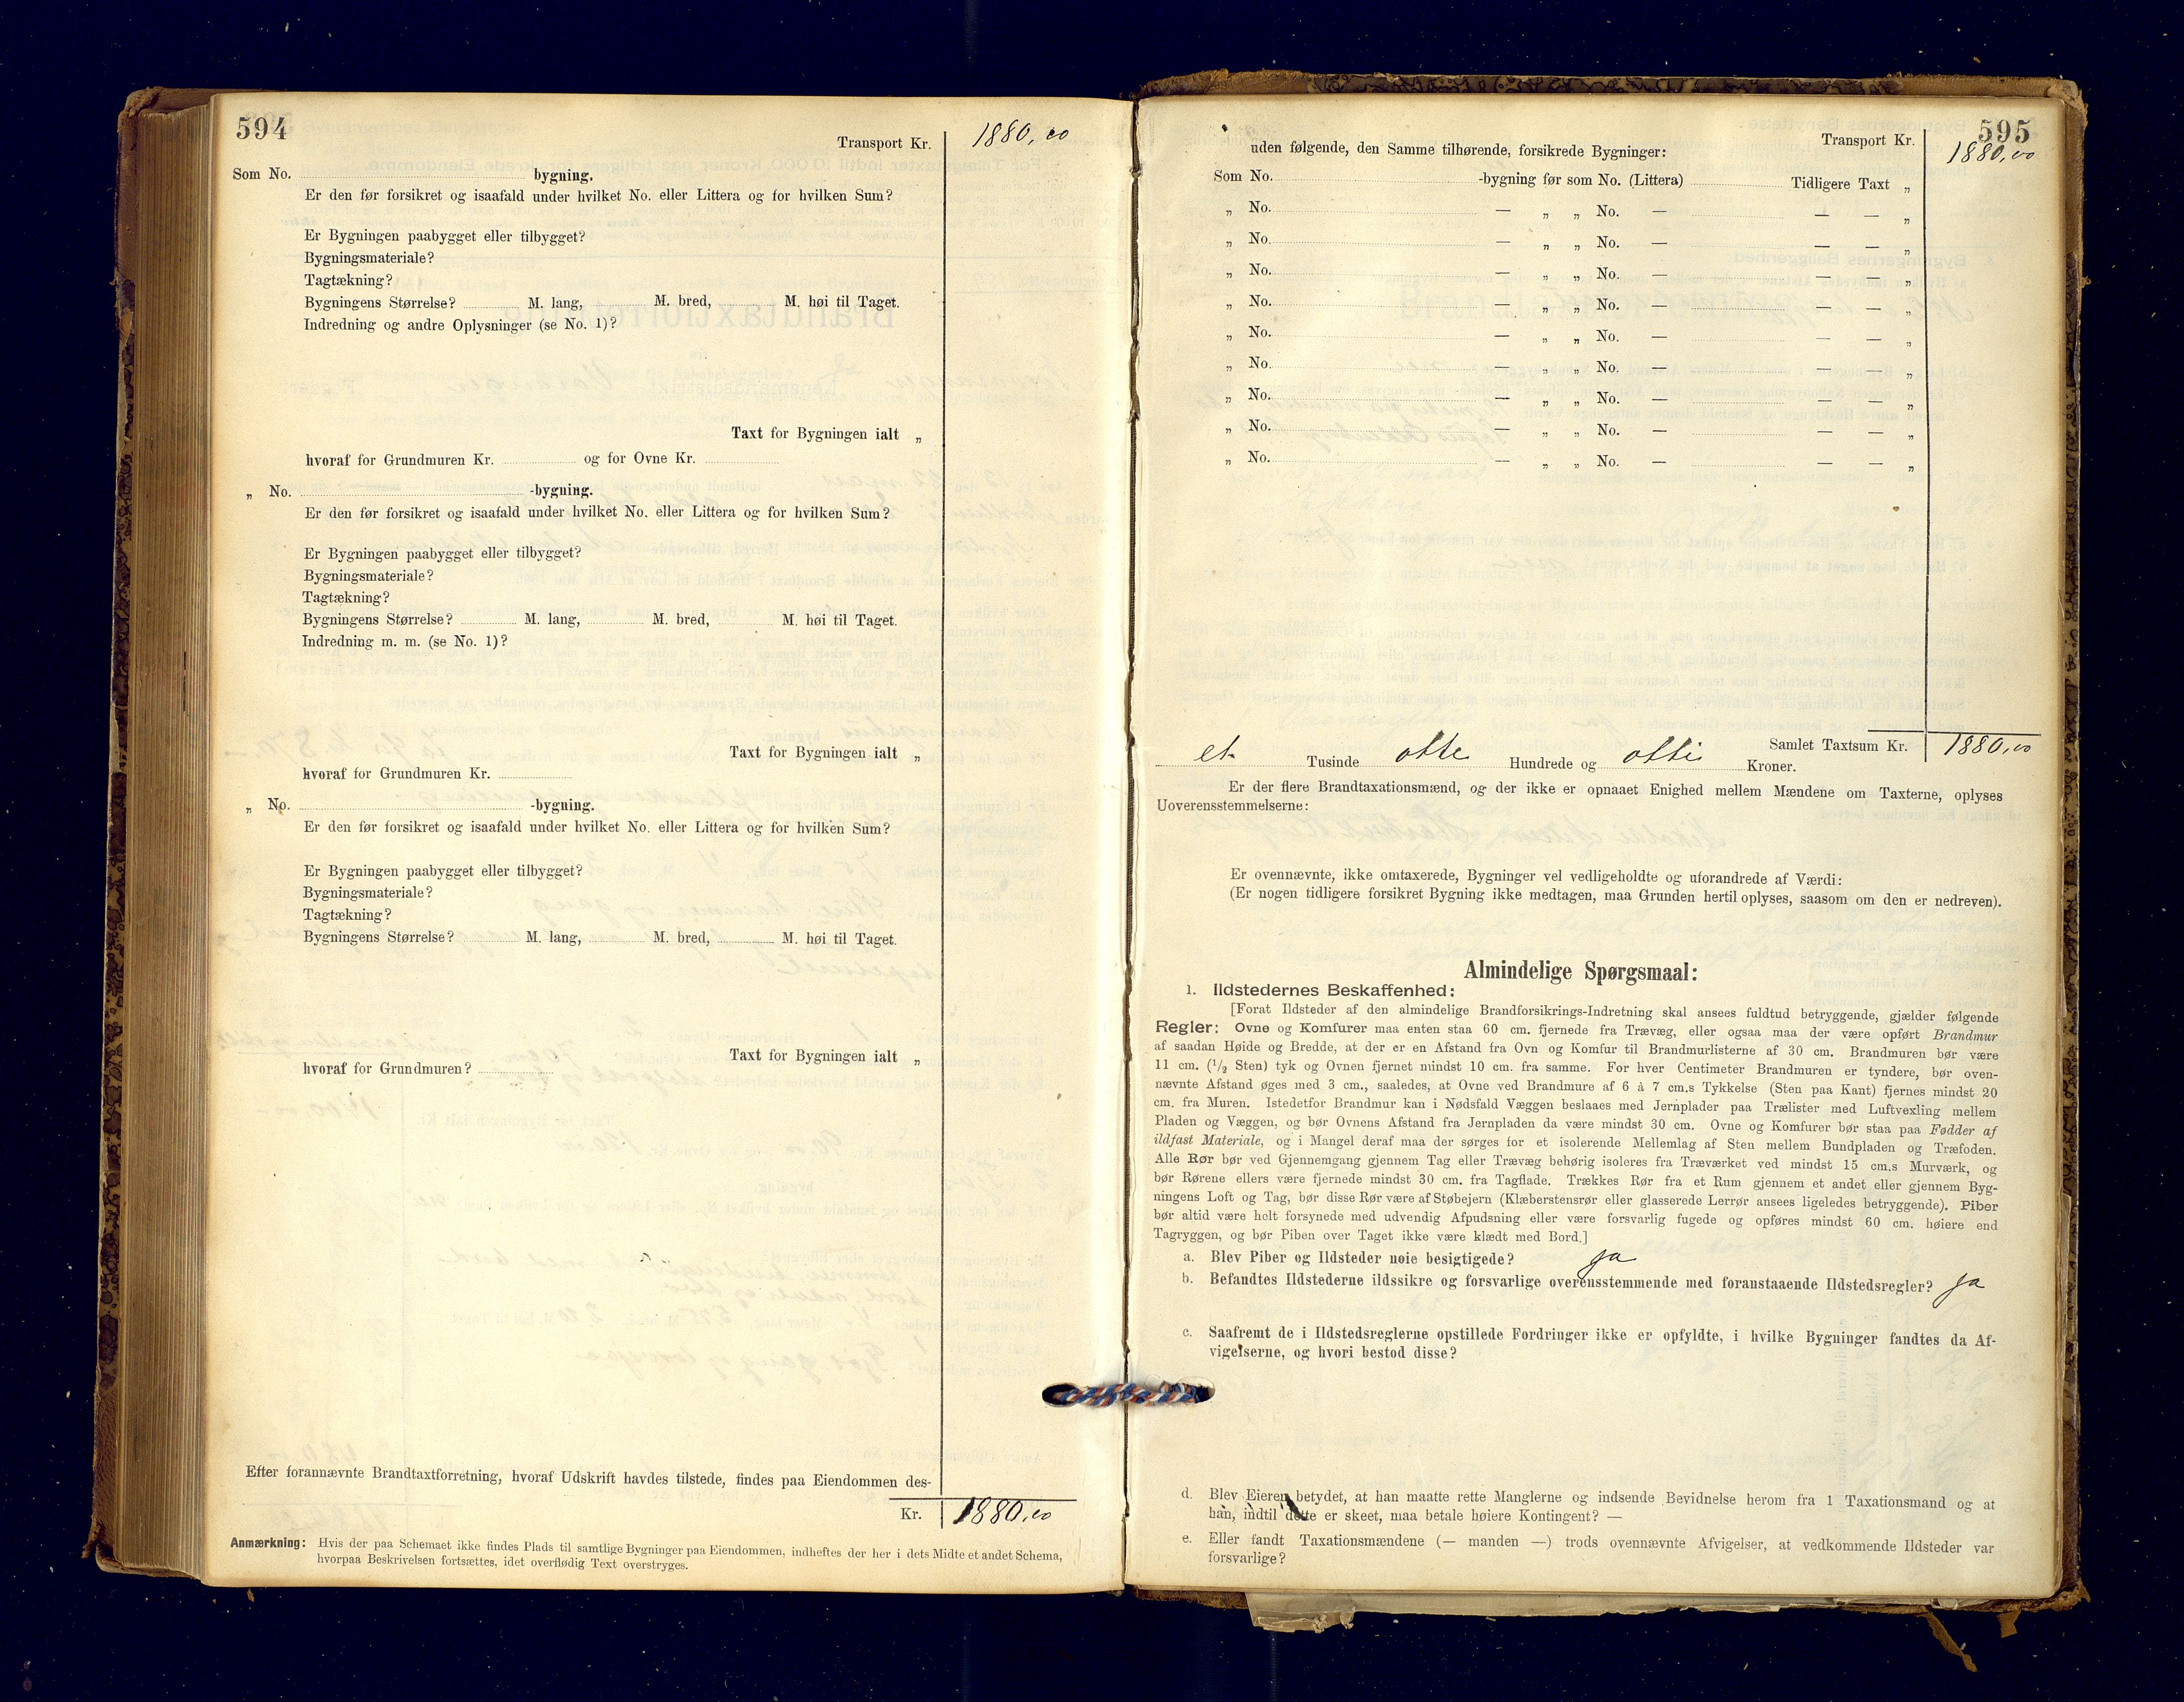 594
Transport Kr. 1880,00
Som No. bygning.
Er den før forsikret og isaafald under hvilket No. eller Littera og for hvilken Sum?
Er Bygningen paabygget eller tilbygget?
Bygningsmateriale?
Tagtækning?
Bygningens Størrelse? M. lang, M. bred, M. høi til Taget.
Indredning og andre Oplysninger (se No. 1)?
Taxt for Bygningen ialt „
hvoraf for Grundmuren Kr. og for Ovne Kr.
„ No. -bygning.
Er den før forsikret og isaafald under hvilket No. eller Littera og for hvilken Sum?
Er Bygningen paabygget eller tilbygget?
Bygningsmateriale?
Tagtækning?
Bygningens Størrelse? M. lang, M. bred, M. høi til Taget.
Indredning m. m. (se No. 1)?
Taxt for Bygningen ialt „
hvoraf for Grundmuren Kr.
„ No. -bygning.
Er den før forsikret og isaafald under hvilket No. eller Littera og for hvilken Sum?
Er Bygningen paabygget eller tilbygget?
Bygningsmateriale?
Tagtækning?
Bygningens Størrelse? M. lang, M. bred, M. høi til Taget.
Taxt for Bygningen ialt „
hvoraf for Grundmuren?
Efter forannævnte Brandtaxtforretning, hvoraf Udskrift havdes tilstede, findes paa Eiendommen des-
Kr. 1880,00
Anmærkning: Hvis der paa Schemaet ikke findes Plads til samtlige Bygninger paa Eiendommen, indheftes der her i dets Midte et andet Schema,
hvorpaa Beskrivelsen fortsættes, idet overflødig Text overstryges.
595
Transport Kr. 1880,00
uden følgende, den Samme tilhørende, forsikrede Bygninger:
Som No. -bygning før som No. (Littera) Tidligere Taxt „
„ No. — „ „ No. — — — „
„ No. — „ „ No. — — — „
„ No. — „ „ No. — — — „
„ No. — „ „ No. — — — „
„ No. — „ „ No. — — — „
„ No. — „ „ No. — — — „
„ No. — „ „ No. — — — „
„ No. — „ „ No. — — — „
„ No. — „ „ No. — — — „
Samlet Taxtsum Kr. 1880,00
et Tusinde otte Hundrede og otti Kroner.
Er der flere Brandtaxationsmænd, og der ikke er opnaaet Enighed mellem Mændene om Taxterne, oplyses
Uoverensstemmelserne:
Er ovennævnte, ikke omtaxerede, Bygninger vel vedligeholdte og uforandrede af Værdi:
(Er nogen tidligere forsikret Bygning ikke medtagen, maa Grunden hertil oplyses, saasom om den er nedreven).
Almindelige Spørgsmaal:
1. Ildstedernes Beskaffenhed:
[Forat Ildsteder af den almindelige Brandforsikrings-Indretning skal ansees fuldtud betryggende, gjælder følgende
Regler: Ovne og Komfurer maa enten staa 60 cm. fjernede fra Trævæg, eller ogsaa maa der være opført Brandmur
af saadan Høide og Bredde, at der er en Afstand fra Ovn og Komfur til Brandmurlisterne af 30 cm. Brandmuren bør være
11 cm. (1/2 Sten) tyk og Ovnen fjernet mindst 10 cm. fra samme. For hver Centimeter Brandmuren er tyndere, bør oven-
nævnte Afstand øges med 3 cm., saaledes, at Ovne ved Brandmure af 6 à 7 cm.s Tykkelse (Sten paa Kant) fjernes mindst 20
cm. fra Muren. Istedetfor Brandmur kan i Nødsfald Væggen beslaaes med Jernplader paa Trælister med Luftvexling mellem
Pladen og Væggen, og bør Ovnens Afstand fra Jernpladen da være mindst 30 cm. Ovne og Komfurer bør staa paa Fødder af
ildfast Materiale, og i Mangel deraf maa der sørges for et isolerende Mellemlag af Sten mellem Bundpladen og Træfoden.
Alle Rør bør ved Gjennemgang gjennem Tag eller Trævæg behørig isoleres fra Træværket ved mindst 15 cm.s Murværk, og
bør Rørene ellers være fjernede mindst 30 cm. fra Tagflade. Trækkes Rør fra et Rum gjennem et andet eller gjennem Byg-
ningens Loft og Tag, bør disse Rør være af Støbejern (Klæberstensrør eller glasserede Lerrør ansees ligeledes betryggende). Piber
bør altid være helt forsynede med udvendig Afpudsning eller være forsvarlig fugede og opføres mindst 60 cm. høiere end
Tagryggen, og bør Piben over Taget ikke være klædt med Bord.]
a. Blev Piber og Ildsteder nøie besigtigede? ja
b. Befandtes Ildstederne ildssikre og forsvarlige overensstemmende med foranstaaende Ildstedsregler? ja
c. Saafremt de i Ildstedsreglerne opstillede Fordringer ikke er opfyldte, i hvilke Bygninger fandtes da Af-
vigelserne, og hvori bestod disse?
d. Blev Eieren betydet, at han maatte rette Manglerne og indsende Bevidnelse herom fra 1 Taxationsmand og at
han, indtil dette er skeet, maa betale høiere Kontingent? —
e. Eller fandt Taxationsmændene (— manden —) trods ovennævnte Afvigelser, at vedkommende Ildsteder var
forsvarlige?